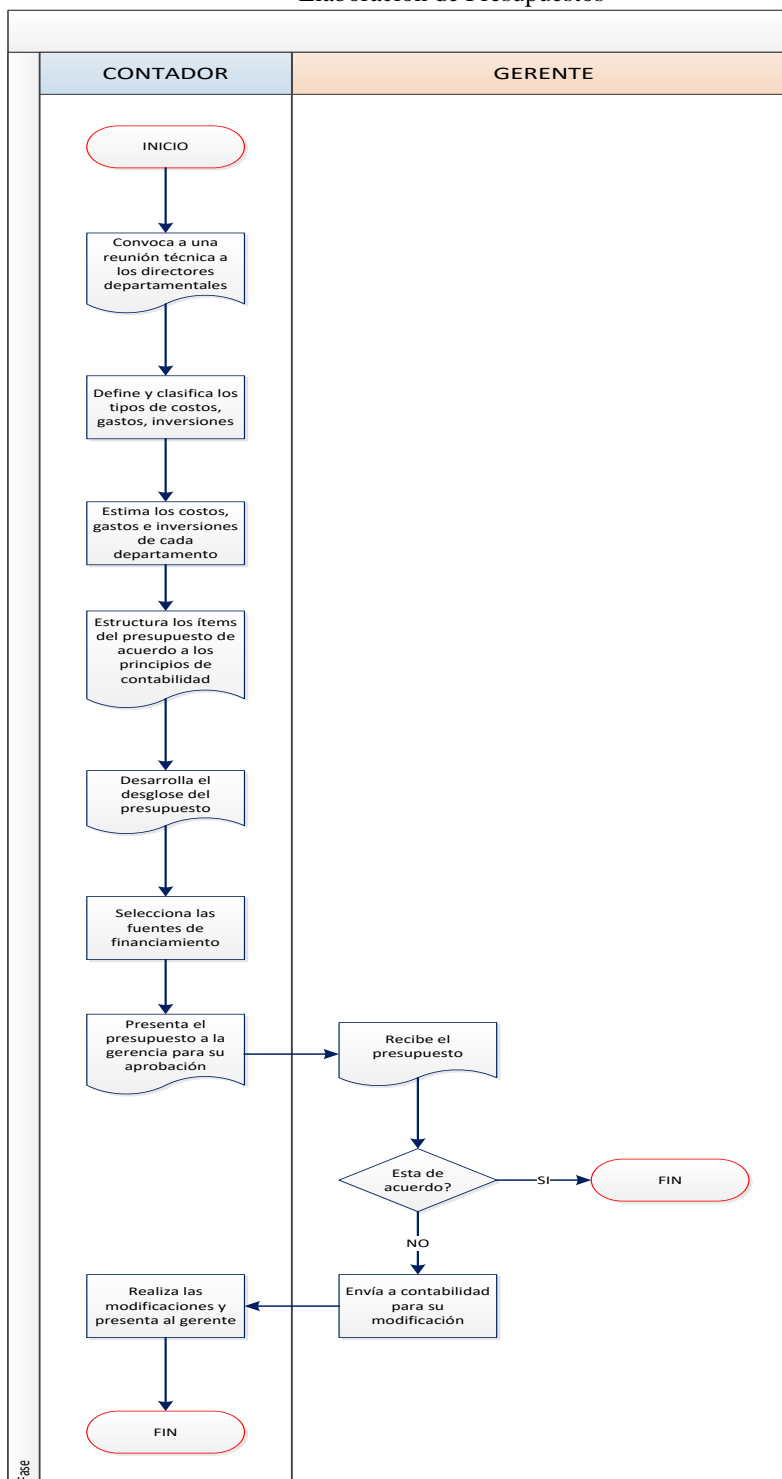 Elaboración de Presupuestos
CONTADOR
GERENTE
INICIO
Convoca a una
reunión técnica a
los directores
departamentales
Define y clasifica los
tipos de costos,
gastos, inversiones
Estima los costos,
gastos e inversiones
de cada
departamento
Estructura los ítems
del presupuesto de
acuerdo a los
principios de
contabilidad
Desarrolla el
desglose del
presupuesto
Selecciona las
fuentes de
financiamiento
Presenta el
presupuesto a la
gerencia para su
aprobación
Recibe el
presupuesto
Esta de
acuerdo?
SI
FIN
NO
Envía a contabilidad
para su
modificación
Realiza las
modificaciones y
presenta al gerente
FIN
Fase